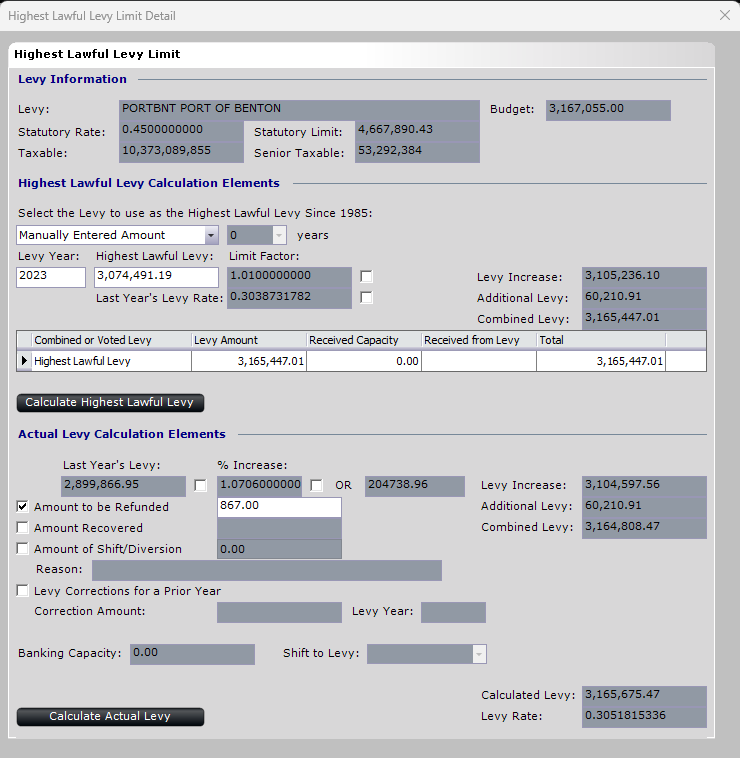 Highest Lawful Levy Limit Detail
Highest Lawful Levy Limit
Levy Information
Levy: PORTBNT PORT OF BENTON Budget: 3,167,055.00
Statutory Rate: 0.4500000000 Statutory Limit: 4,667,890.43
Taxable: 10,373,089,855 Senior Taxable: 53,292,384
Highest Lawful Levy Calculation Elements
Select the Levy to use as the Highest Lawful Levy Since 1985:
Manually Entered Amount 0 years
Levy Year: Highest Lawful Levy: Limit Factor:
2023 3,074,491.19 1.0100000000 Levy Increase: 3,105,236.10
Last Year's Levy Rate: 0.3038731782 Additional Levy: 60,210.91
Combined Levy: 3,165,447.01
Combined or Voted Levy Levy Amount Received Capacity Received from Levy Total
Highest Lawful Levy 3,165,447.01 0.00 3,165,447.01
Calculate Highest Lawful Levy
Actual Levy Calculation Elements
Last Year's Levy: % Increase:
2,899,866.95 1.0706000000 OR 204738.96 Levy Increase: 3,104,597.56
Amount to be Refunded 867.00 Additional Levy: 60,210.91
Amount Recovered Combined Levy: 3,164,808.47
Amount of Shift/Diversion 0.00
Reason:
Levy Corrections for a Prior Year
Correction Amount: Levy Year:
Banking Capacity: 0.00 Shift to Levy:
Calculated Levy: 3,165,675.47
Calculate Actual Levy Levy Rate: 0.3051815336